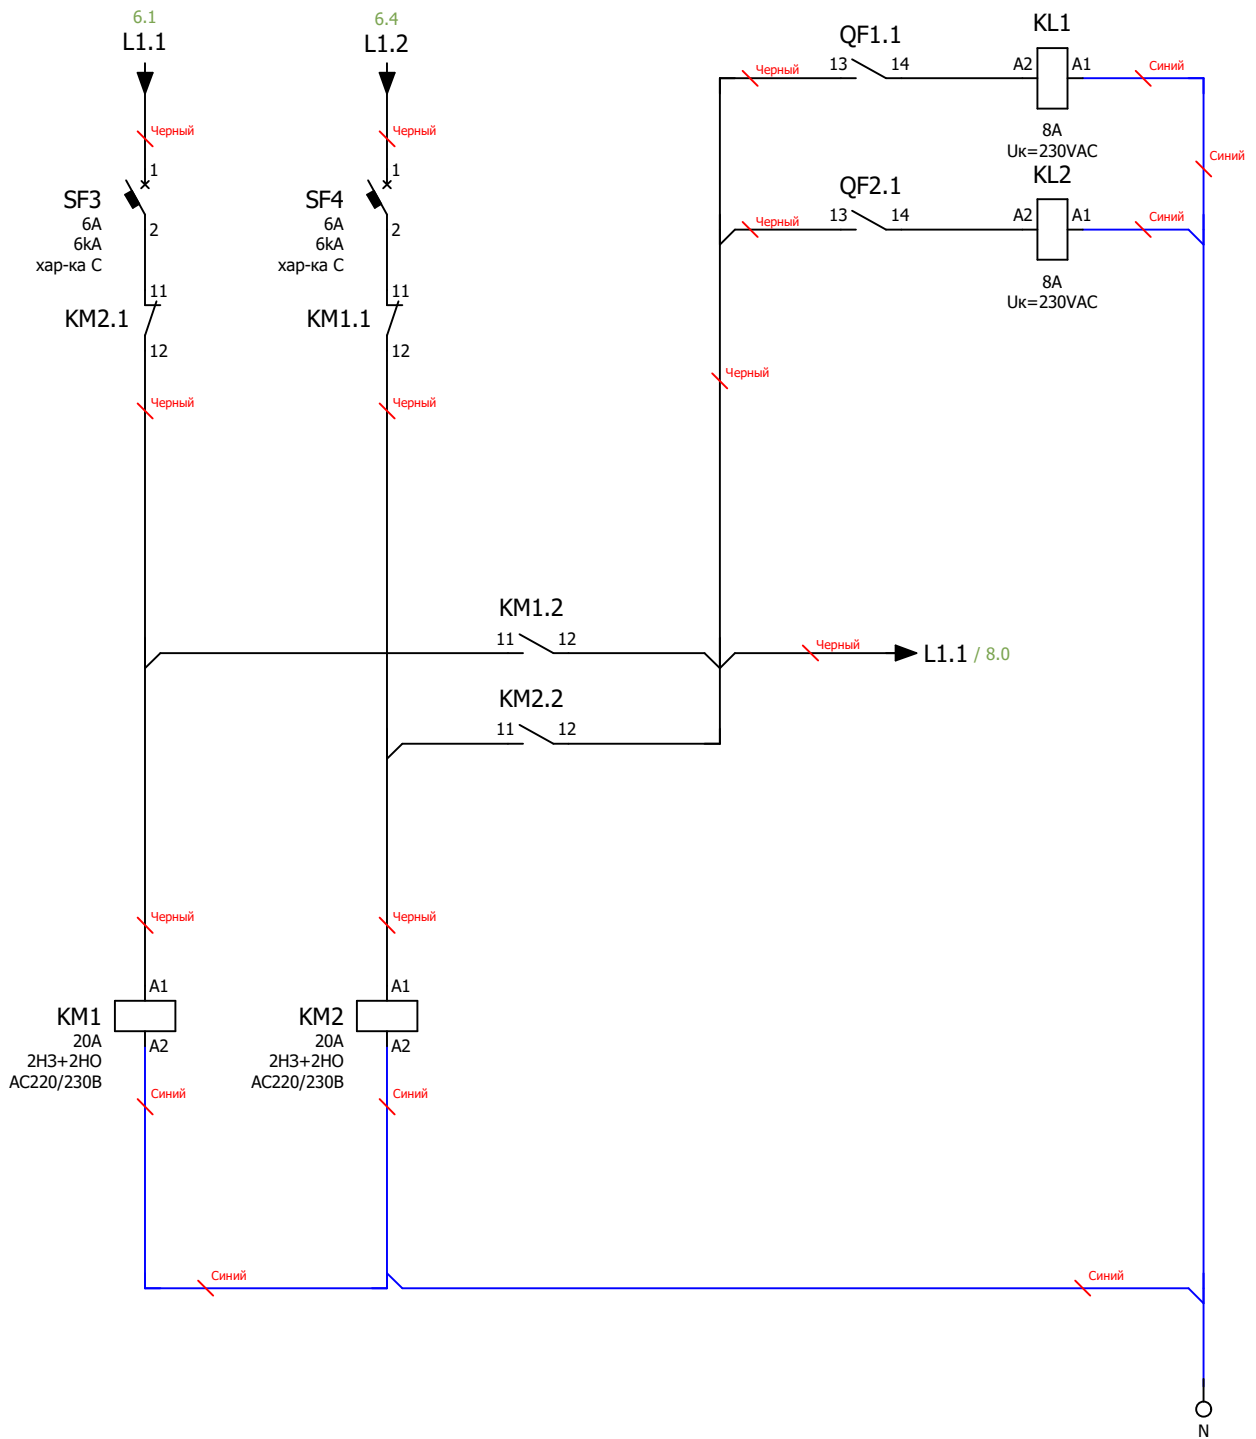 6.1
L1.1
6.4
L1.2
QF1.1
KL1
Черный
13
14
A2
A1
Синий
8A
Uк=230VAC
Черный
Черный
Синий
1
SF3
6A
6kA
хар-ка C
2
1
SF4
6A
6kA
хар-ка C
2
QF2.1
KL2
Черный
13
14
A2
A1
Синий
8A
Uк=230VAC
11
KM2.1
12
11
KM1.1
12
Черный
Черный
Черный
KM1.2
11
12
Черный
L1.1 / 8.0
KM2.2
11
12
Черный
Черный
A1
KM1
20A
2НЗ+2НО
AC220/230В
A2
A1
KM2
20A
2НЗ+2НО
AC220/230В
A2
Синий
Синий
Синий
Синий
N